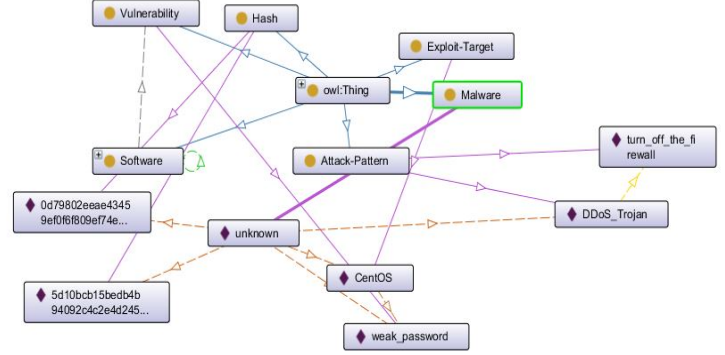 Vulnerability
Hash
Exploit-Target
owl:Thing
Malware
Software
Attack-Pattern
turn_off_the_fi
rewall
0d79802eeae4345
9ef0f6f809ef74e...
unknown
DDoS_Trojan
CentOS
5d10bcb15bedb4b
94092c4c2e4d245...
weak_password